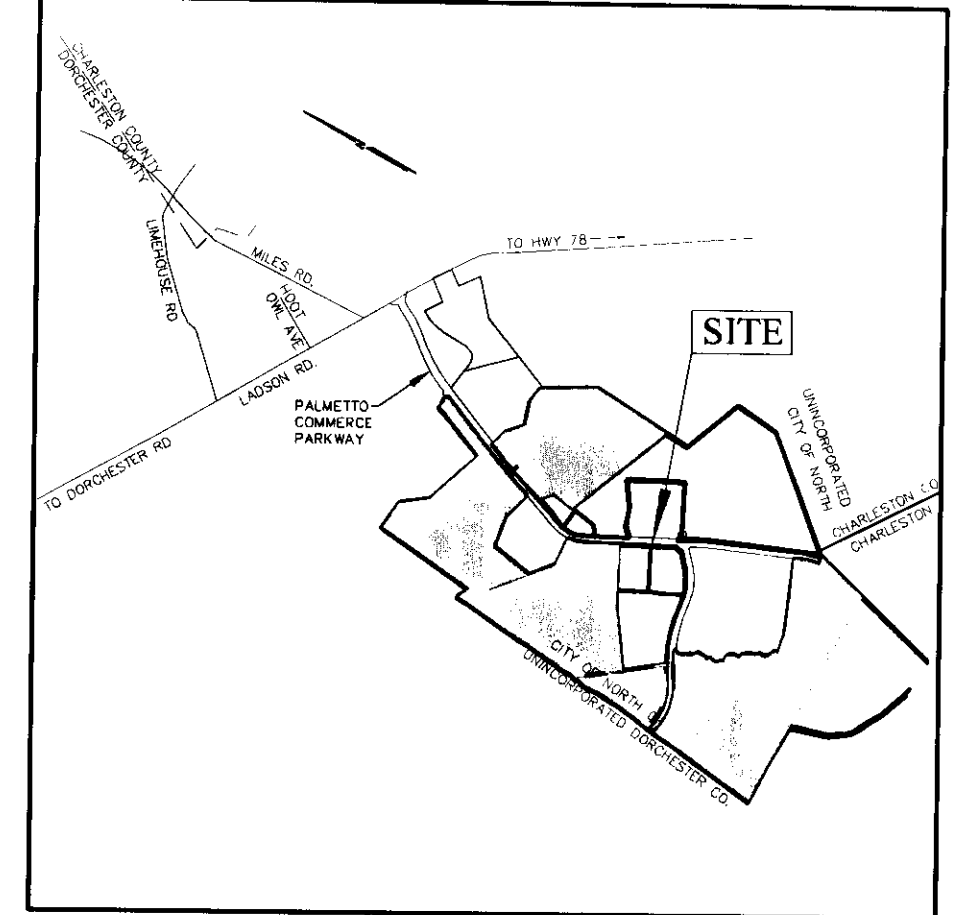 CHARLESTON COUNTY
DORCHESTER COUNTY
N
TO HWY 78
LIMEHOUSE RD
MILES RD.
HOOT
OWL AVE
LADSON RD.
SITE
PALMETTO
COMMERCE
PARKWAY
TO DORCHESTER RD
UNINCORPORATED
CITY OF NORTH
CHARLESTON CO
CHARLESTON
CITY OF NORTH
UNINCORPORATED DORCHESTER CO.